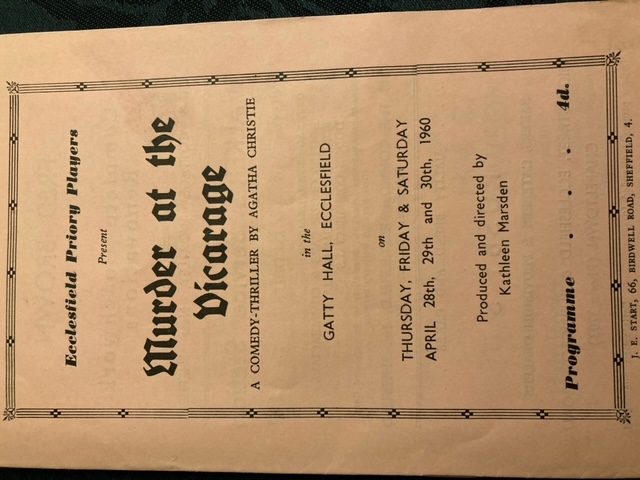 Ecclesfield Priory Players
Present
Murder at the
Vicarage
A COMEDY-THRILLER BY AGATHA CHRISTIE
in the
GATTY HALL, ECCLESFIELD
on
THURSDAY, FRIDAY & SATURDAY
APRIL 28th, 29th and 30th, 1960
Produced and directed by
Kathleen Marsden
Programme . . . 4d.
J. E. START, 66, BIRDWELL ROAD, SHEFFIELD, 4.